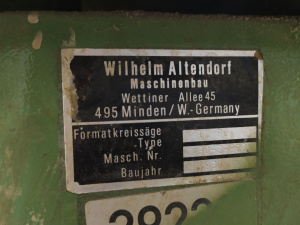 Wilhelm Altendorf
Maschinenbau
Wettiner Allee 45
495 Minden/W.-Germany
Formatkreissäge
Type
Masch. Nr.
Baujahr